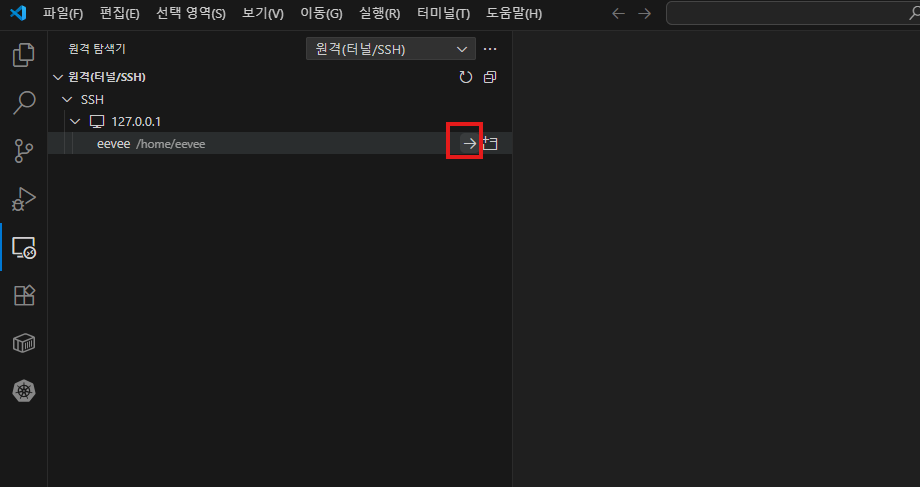 파일(F) 편집(E) 선택 영역(S) 보기(V) 이동(G) 실행(R) 터미널(T) 도움말(H)
원격 탐색기 원격(터널/SSH)
원격(터널/SSH)
SSH
127.0.0.1
eevee /home/eevee